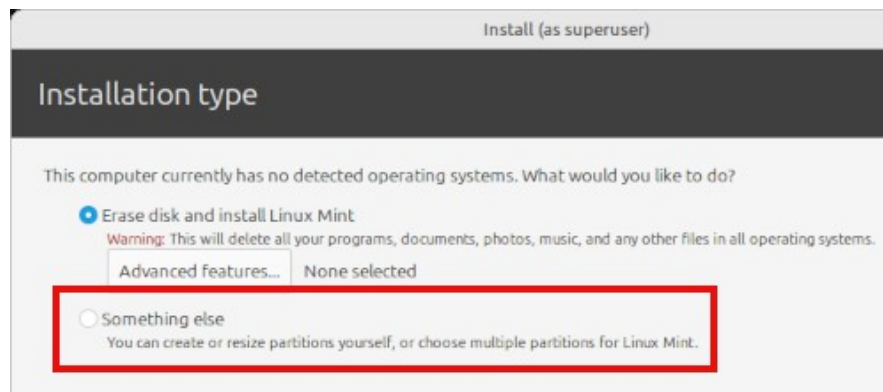 Install (as superuser)
Installation type
This computer currently has no detected operating systems. What would you like to do?
Erase disk and install Linux Mint
Warning: This will delete all your programs, documents, photos, music, and any other files in all operating systems.
Advanced features... None selected
Something else
You can create or resize partitions yourself, or choose multiple partitions for Linux Mint.